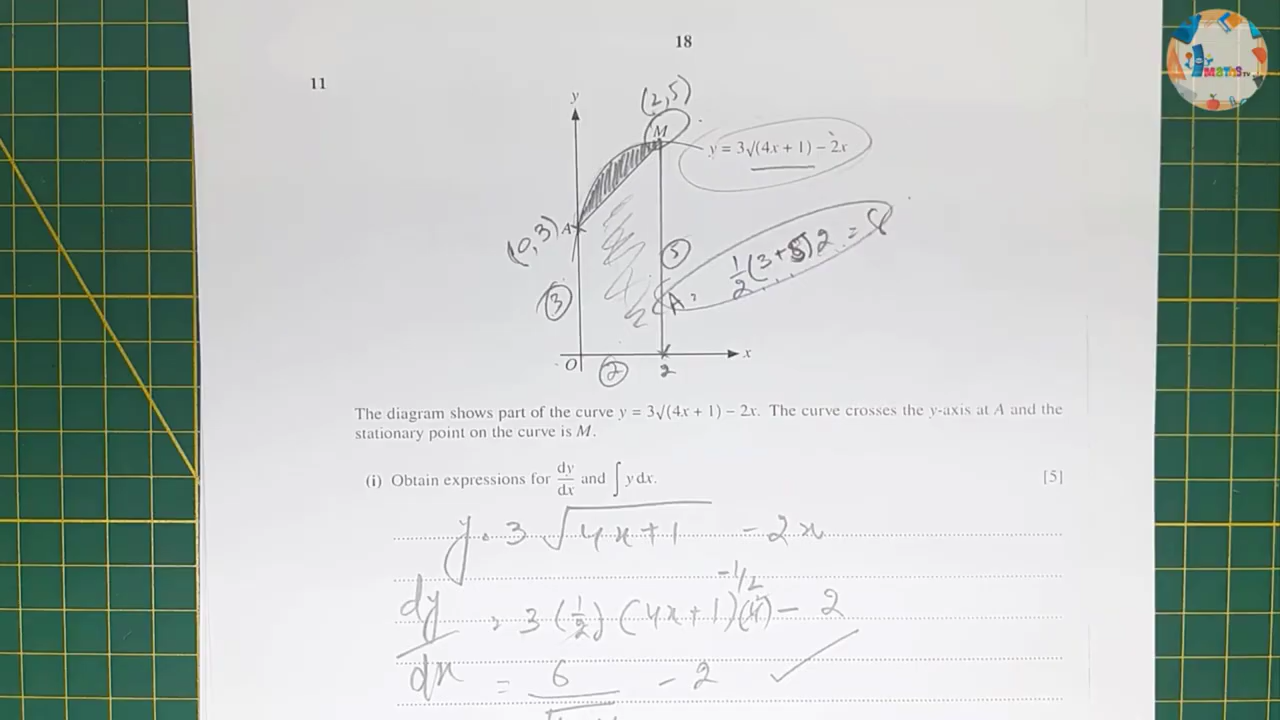 18
11
y
(2,5)
M
y = 3√(4x + 1) − 2x
(0,3) A
5
A = ½(3+5)2 = 8
3
O
2
2
x
The diagram shows part of the curve y = 3√(4x + 1) − 2x. The curve crosses the y-axis at A and the
stationary point on the curve is M.
(i) Obtain expressions for dy/dx and ∫ y dx. [5]
y = 3 √4x+1 − 2x
dy/dx = 3 (½) (4x+1)^-1/2 (4) − 2
= 6 − 2 ✓
MATHS TV